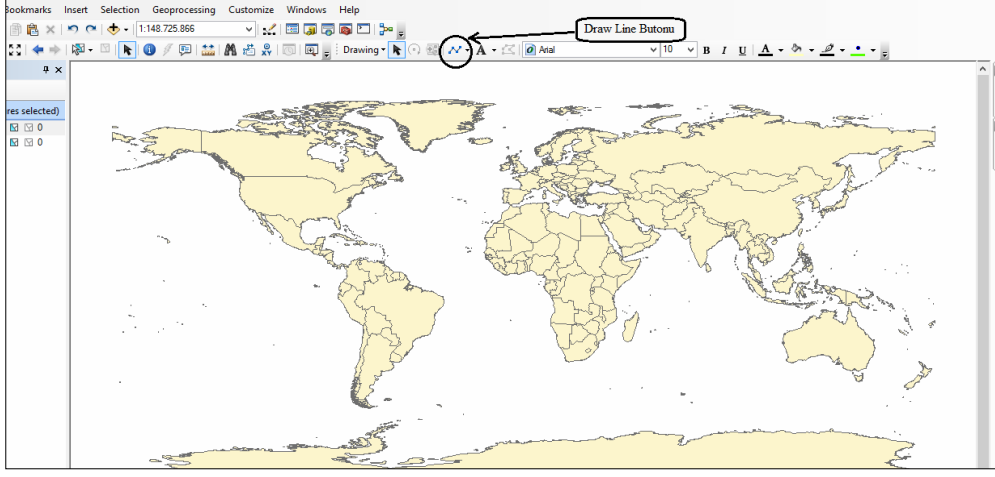 Bookmarks Insert Selection Geoprocessing Customize Windows Help
1:148.725.866
Draw Line Butonu
Drawing A Arial 10 B I U A
res selected)
0
0